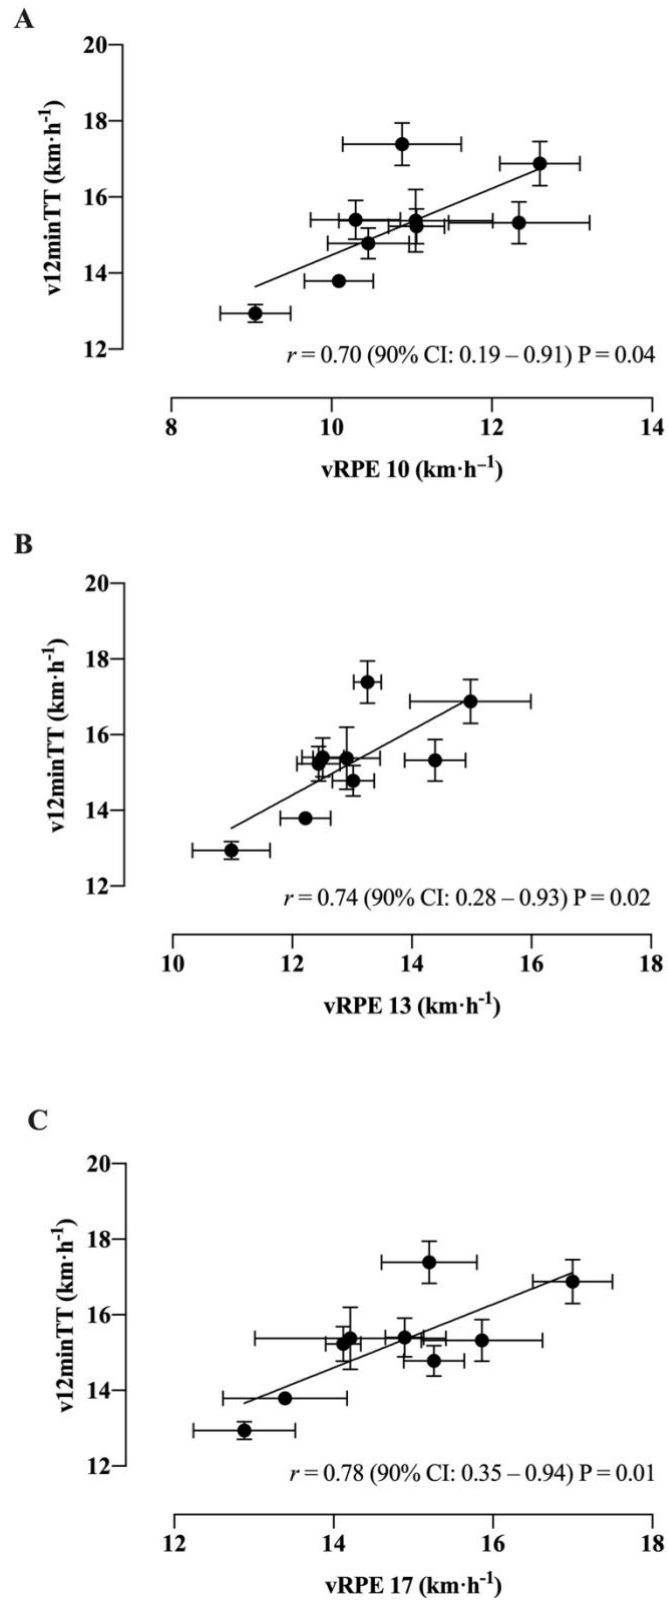 A
20
18
16
14
12
v12minTT (km·h⁻¹)
r = 0.70 (90% CI: 0.19 – 0.91) P = 0.04
8 10 12 14
vRPE 10 (km·h⁻¹)
B
20
18
16
14
12
v12minTT (km·h⁻¹)
r = 0.74 (90% CI: 0.28 – 0.93) P = 0.02
10 12 14 16 18
vRPE 13 (km·h⁻¹)
C
20
18
16
14
12
v12minTT (km·h⁻¹)
r = 0.78 (90% CI: 0.35 – 0.94) P = 0.01
12 14 16 18
vRPE 17 (km·h⁻¹)